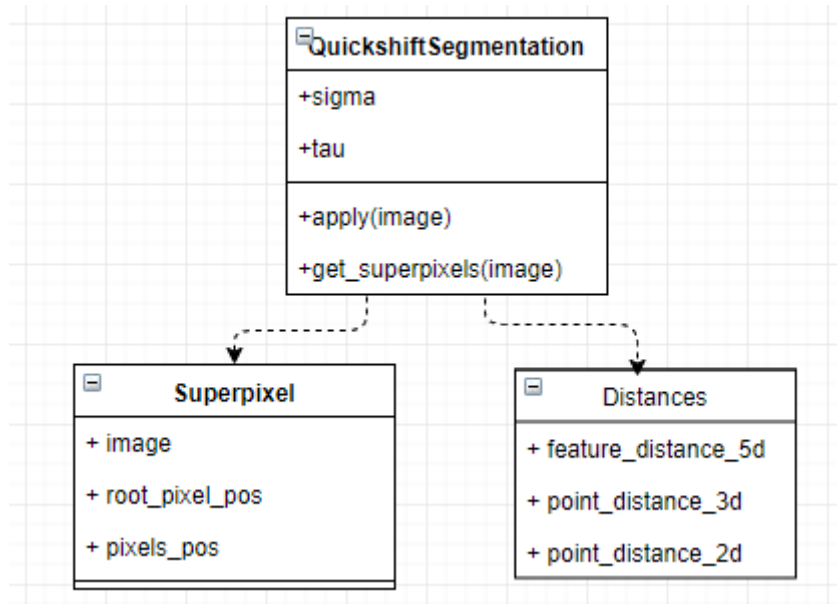 QuickshiftSegmentation
+sigma
+tau
+apply(image)
+get_superpixels(image)
Superpixel
+ image
+ root_pixel_pos
+ pixels_pos
Distances
+ feature_distance_5d
+ point_distance_3d
+ point_distance_2d